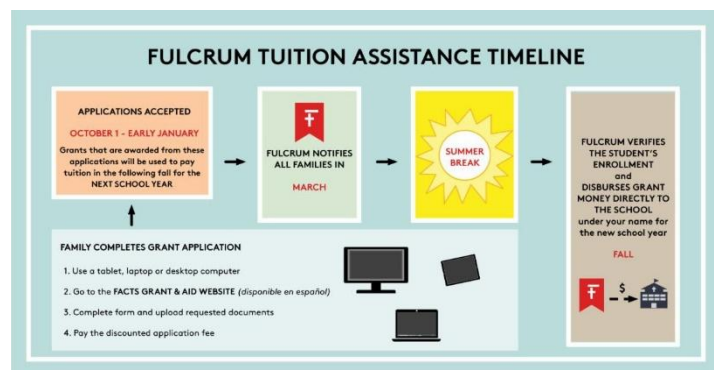 FULCRUM TUITION ASSISTANCE TIMELINE
APPLICATIONS ACCEPTED
OCTOBER 1 - EARLY JANUARY
Grants that are awarded from these
applications will be used to pay
tuition in the following fall for the
NEXT SCHOOL YEAR
FULCRUM NOTIFIES
ALL FAMILIES IN
MARCH
SUMMER
BREAK
FULCRUM VERIFIES
THE STUDENT'S
ENROLLMENT
and
DISBURSES GRANT
MONEY DIRECTLY TO
THE SCHOOL
under your name for
the new school year
FALL
$
FAMILY COMPLETES GRANT APPLICATION
1. Use a tablet, laptop or desktop computer
2. Go to the FACTS GRANT & AID WEBSITE (disponible en español)
3. Complete form and upload requested documents
4. Pay the discounted application fee